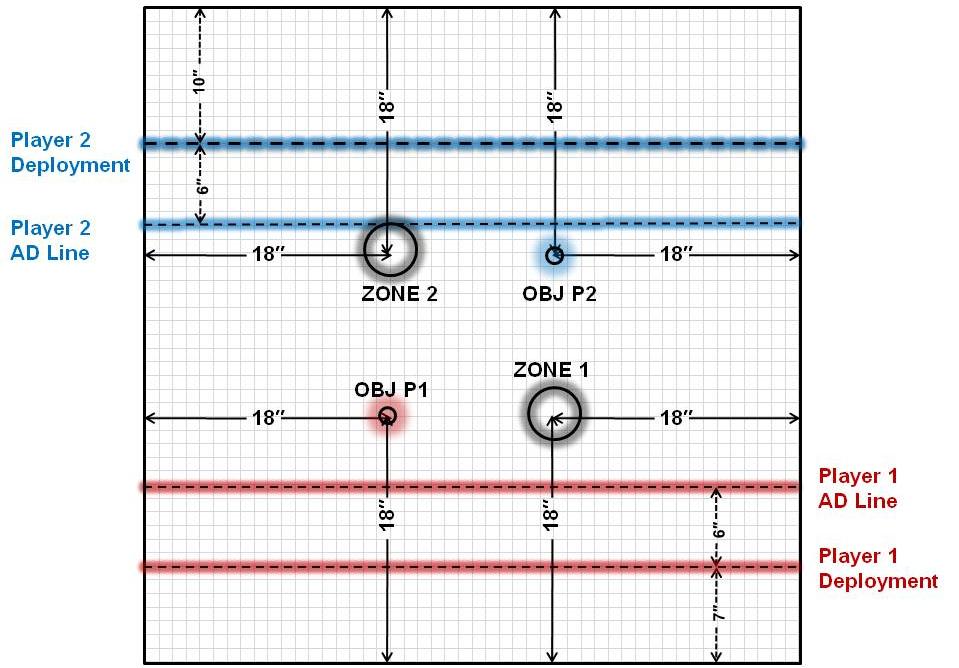 10″
18″
18″
Player 2
Deployment
6″
Player 2
AD Line
18″
18″
ZONE 2
OBJ P2
ZONE 1
OBJ P1
18″
18″
Player 1
AD Line
18″
18″
6″
Player 1
Deployment
7″